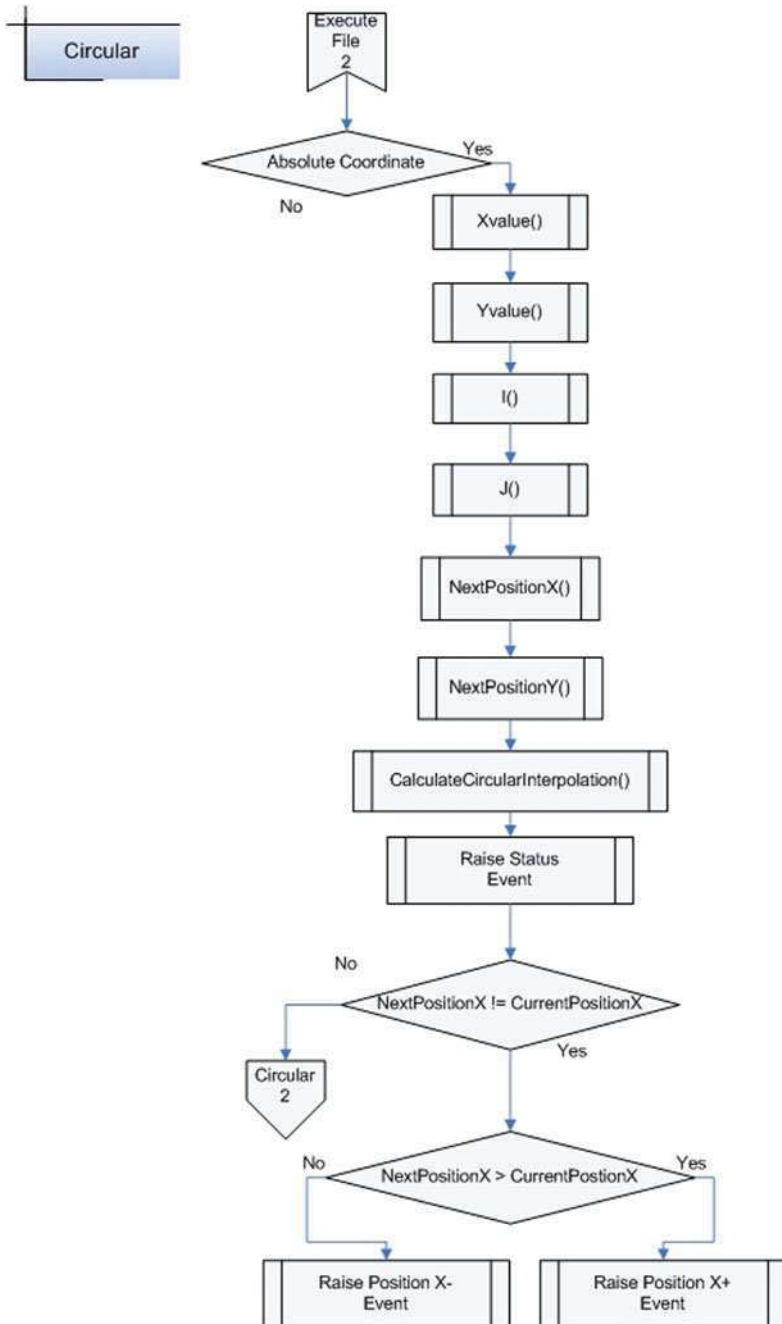 Circular
Execute
File
2
Absolute Coordinate
Yes
No
Xvalue()
Yvalue()
I()
J()
NextPositionX()
NextPositionY()
CalculateCircularInterpolation()
Raise Status
Event
No
NextPositionX != CurrentPositionX
Yes
Circular
2
No
NextPositionX > CurrentPostionX
Yes
Raise Position X-
Event
Raise Position X+
Event